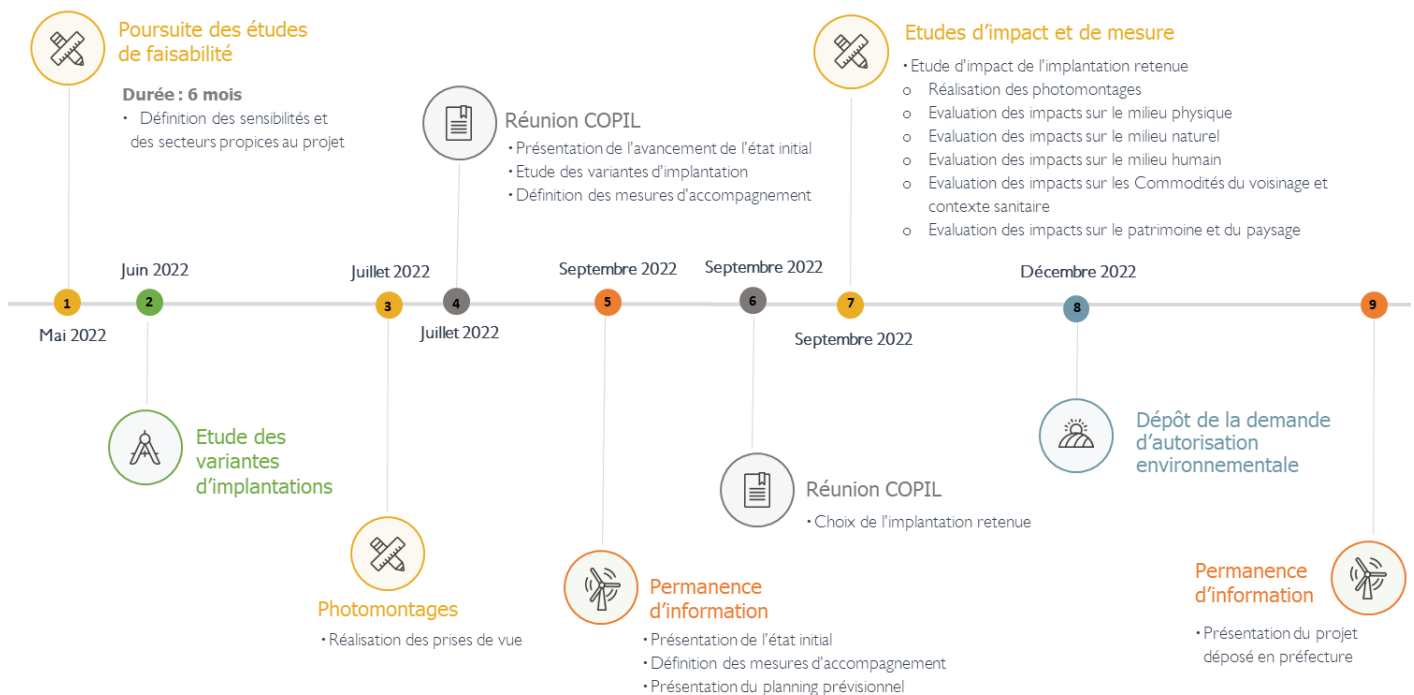 Poursuite des études
de faisabilité
Durée : 6 mois
• Définition des sensibilités et
des secteurs propices au projet
Réunion COPIL
• Présentation de l'avancement de l'état initial
• Etude des variantes d'implantation
• Définition des mesures d'accompagnement
Etudes d'impact et de mesure
• Etude d'impact de l'implantation retenue
o Réalisation des photomontages
o Evaluation des impacts sur le milieu physique
o Evaluation des impacts sur le milieu naturel
o Evaluation des impacts sur le milieu humain
o Evaluation des impacts sur les Commodités du voisinage et
contexte sanitaire
o Evaluation des impacts sur le patrimoine et du paysage
Juin 2022
Juillet 2022
Septembre 2022
Septembre 2022
Décembre 2022
1
2
3
4
5
6
7
8
9
Mai 2022
Juillet 2022
Septembre 2022
Etude des
variantes
d'implantations
Photomontages
• Réalisation des prises de vue
Permanence
d'information
• Présentation de l'état initial
• Définition des mesures d'accompagnement
• Présentation du planning prévisionnel
Réunion COPIL
• Choix de l'implantation retenue
Dépôt de la demande
d'autorisation
environnementale
Permanence
d'information
• Présentation du projet
déposé en préfecture